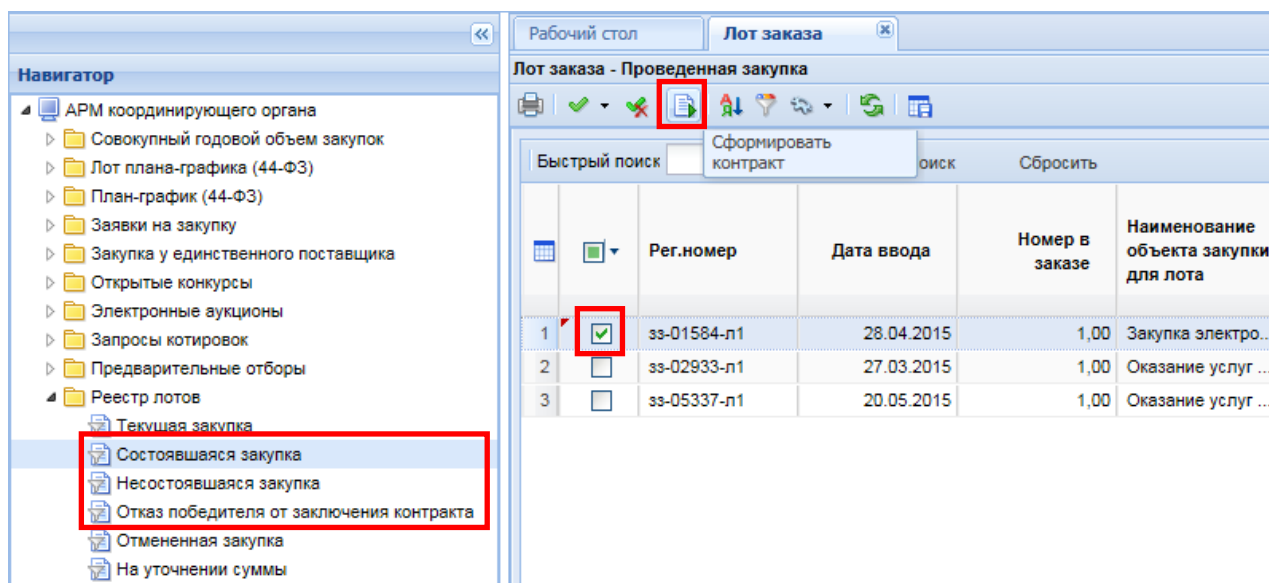 Навигатор
АРМ координирующего органа
Совокупный годовой объем закупок
Лот плана-графика (44-ФЗ)
План-график (44-ФЗ)
Заявки на закупку
Закупка у единственного поставщика
Открытые конкурсы
Электронные аукционы
Запросы котировок
Предварительные отборы
Реестр лотов
Текущая закупка
Состоявшаяся закупка
Несостоявшаяся закупка
Отказ победителя от заключения контракта
Отмененная закупка
На уточнении суммы
Рабочий стол Лот заказа
Лот заказа - Проведенная закупка
Сформировать
контракт
Быстрый поиск оиск Сбросить
Рег.номер Дата ввода
Номер в
заказе
Наименование
объекта закупки
для лота
1 зз-01584-л1 28.04.2015 1,00 Закупка электро...
2 зз-02933-л1 27.03.2015 1,00 Оказание услуг ...
3 зз-05337-л1 20.05.2015 1,00 Оказание услуг ...